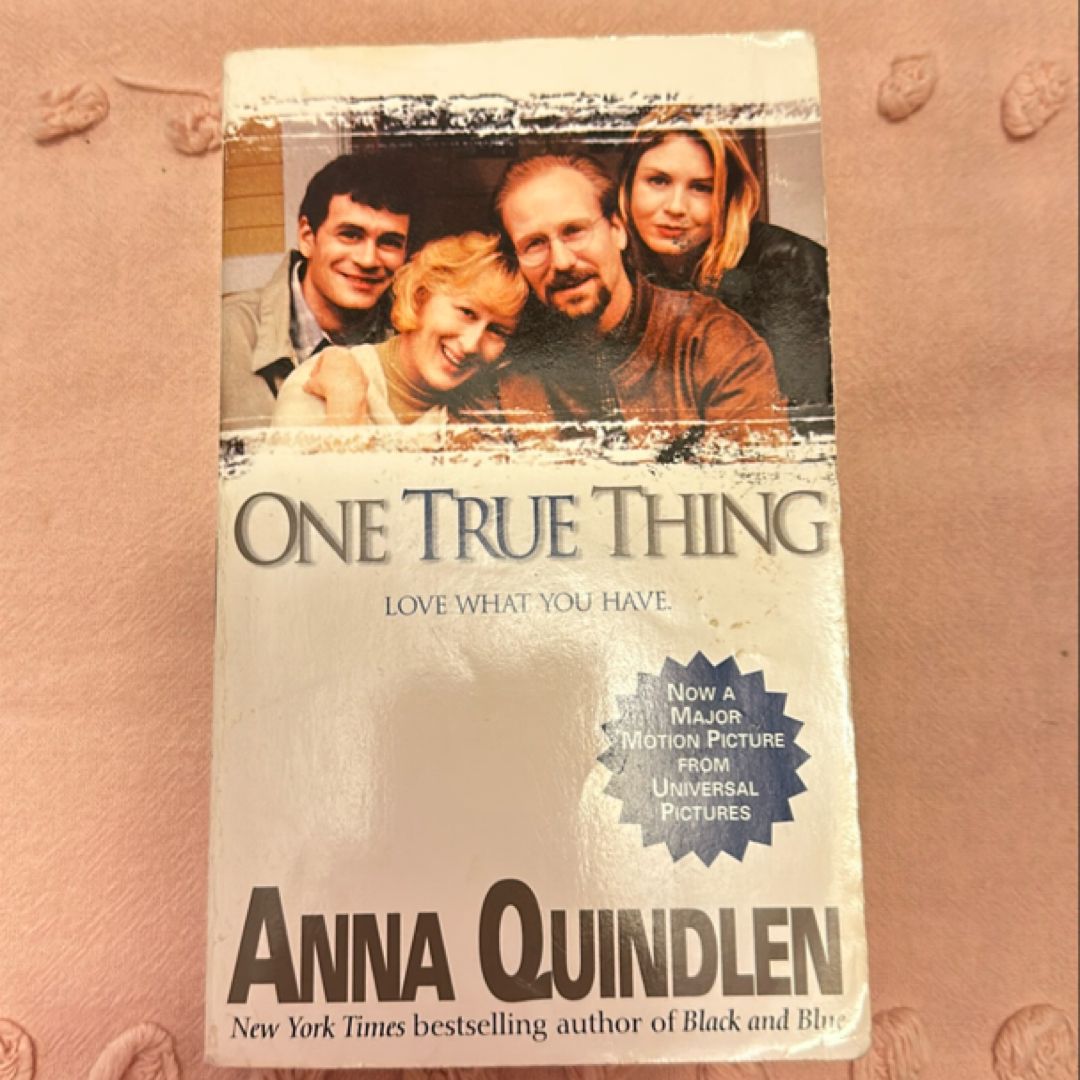 ONE TRUE THING
LOVE WHAT YOU HAVE.
NOW A
MAJOR
MOTION PICTURE
FROM
UNIVERSAL
PICTURES
ANNA QUINDLEN
New York Times bestselling author of Black and Blue